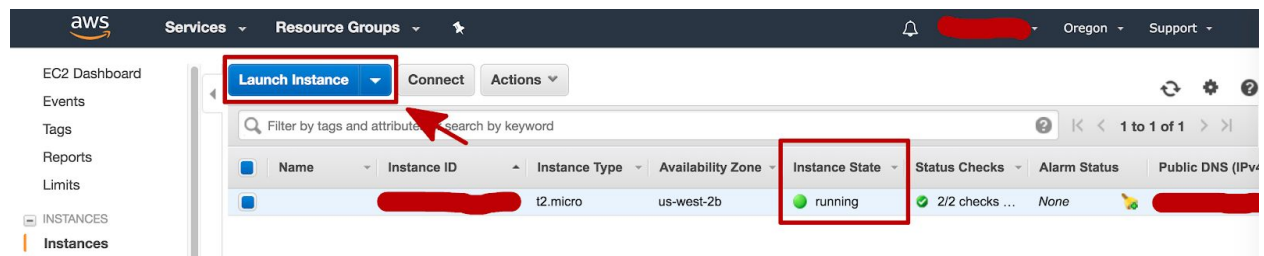 aws Services Resource Groups Oregon Support
EC2 Dashboard
Events
Tags
Reports
Limits
INSTANCES
Instances
Launch Instance Connect Actions
Filter by tags and attributes search by keyword
1 to 1 of 1
Name Instance ID Instance Type Availability Zone Instance State Status Checks Alarm Status Public DNS (IPv4
t2.micro us-west-2b running 2/2 checks ... None